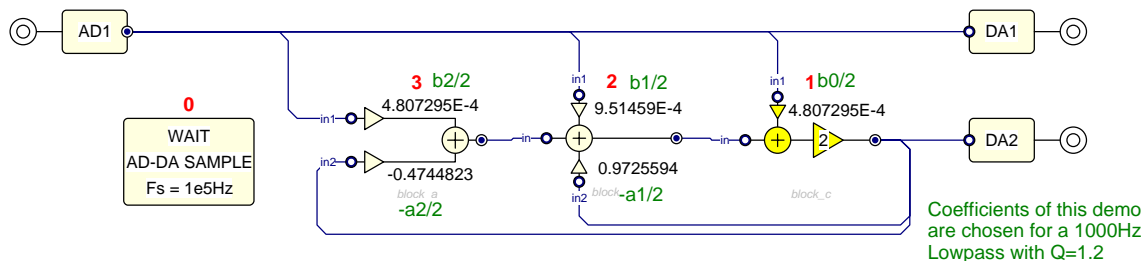 AD1
DA1
in1
in1
3 b2/2
2 b1/2
1 b0/2
0
4.807295E-4
9.51459E-4
4.807295E-4
in1
WAIT
AD-DA SAMPLE
Fs = 1e5Hz
in
in
2
DA2
in2
-0.4744823
0.9725594
block_a
block
block_c
in2
-a2/2
-a1/2
Coefficients of this demo
are chosen for a 1000Hz
Lowpass with Q=1.2